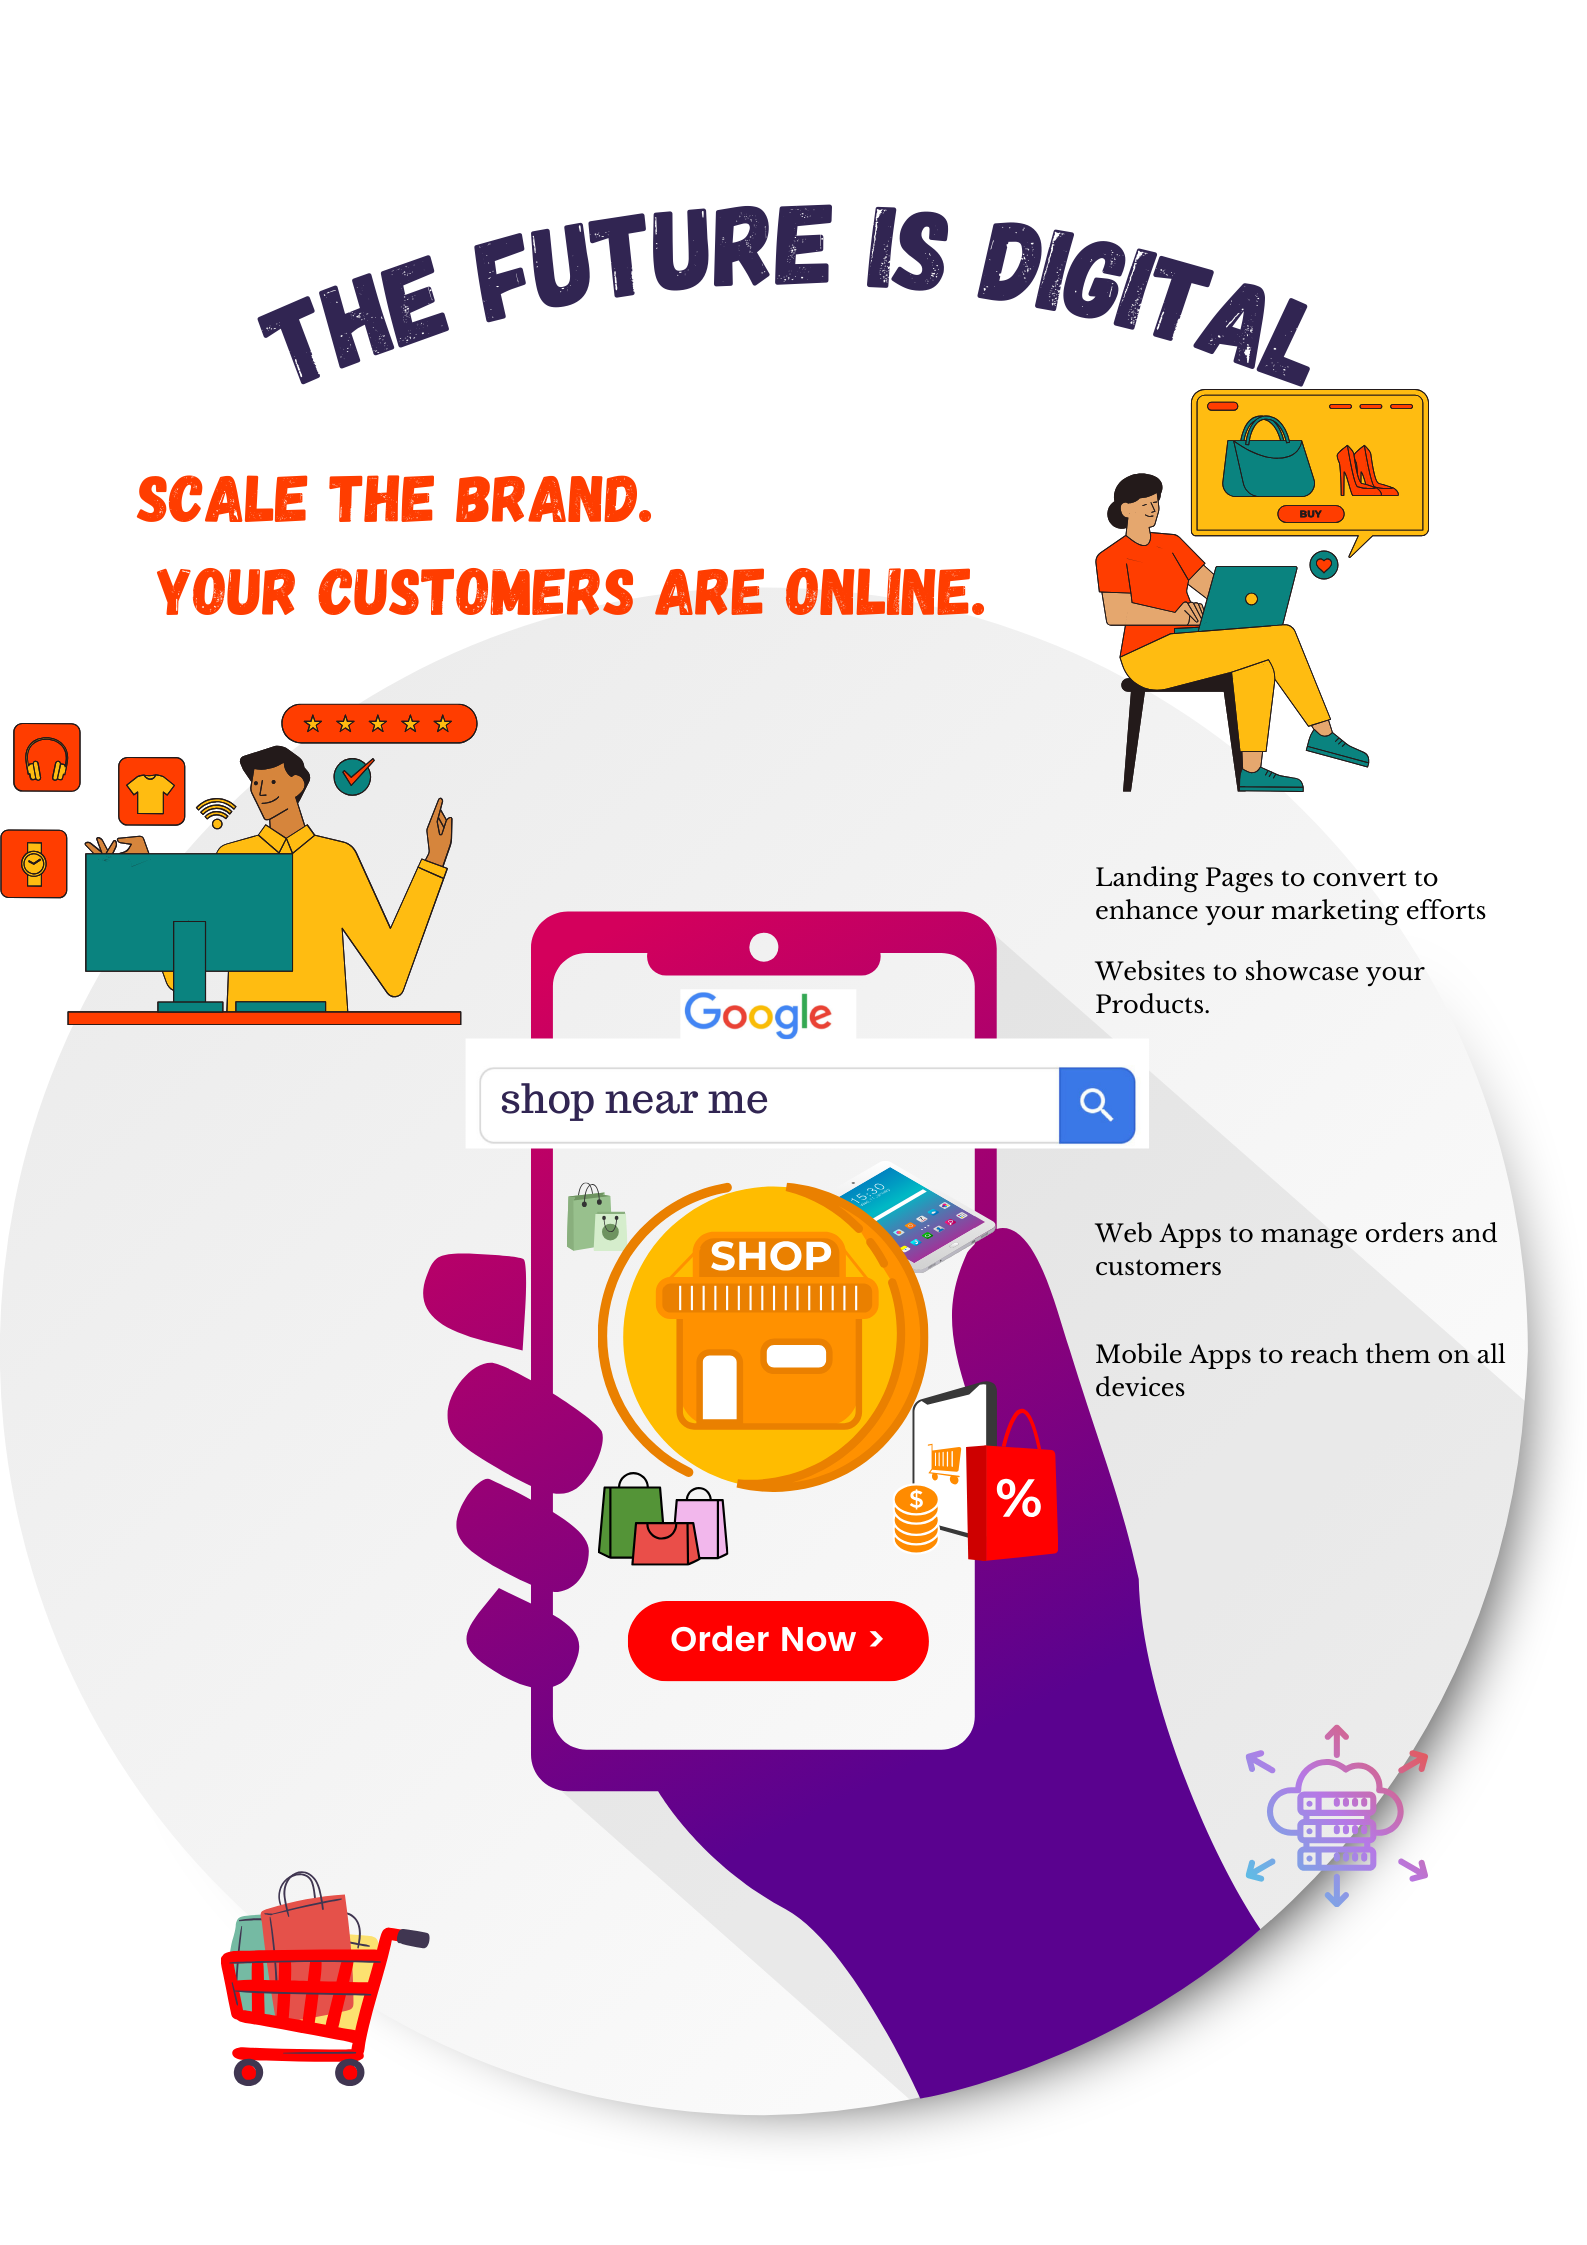 THE FUTURE IS DIGITAL
SCALE THE BRAND.
YOUR CUSTOMERS ARE ONLINE.
BUY
Landing Pages to convert to
enhance your marketing efforts
Websites to showcase your
Products.
Google
shop near me
15:30
SHOP
Web Apps to manage orders and
customers
Mobile Apps to reach them on all
devices
$
%
Order Now >